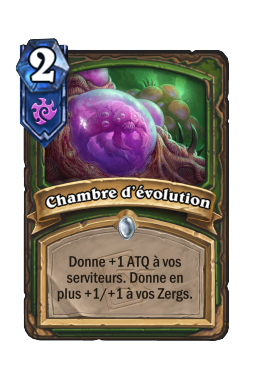 2
Chambre d'évolution
Donne +1 ATQ à vos
serviteurs. Donne en
plus +1/+1 à vos Zergs.